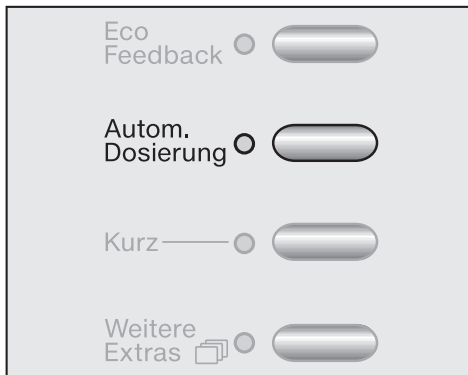 Eco
Feedback
Autom.
Dosierung
Kurz
Weitere
Extras